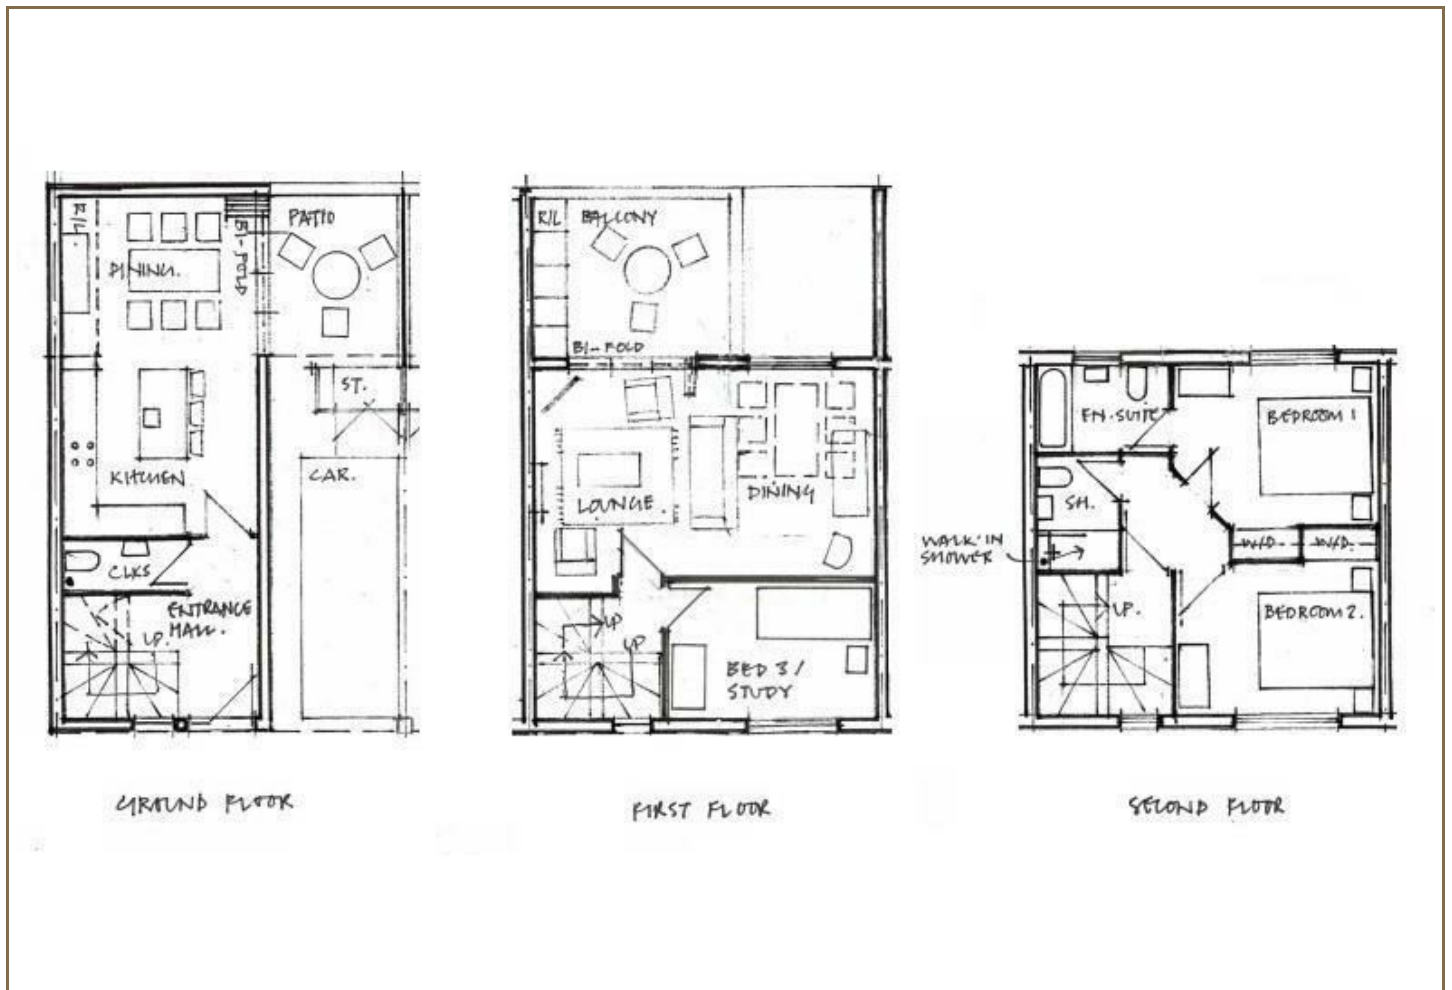 R/L.
PATIO
BI-FOLD
DINING.
ST.
CAR.
KITCHEN
CLKS
ENTRANCE
HALL.
UP.
GROUND FLOOR
R/L
BALCONY
BI-FOLD
LOUNGE.
DINING
UP
UP
BED 3/
STUDY
FIRST FLOOR
EN-SUITE
BEDROOM 1
SH.
WALK-IN
SHOWER
W/D.
W/D.
UP.
BEDROOM 2.
SECOND FLOOR